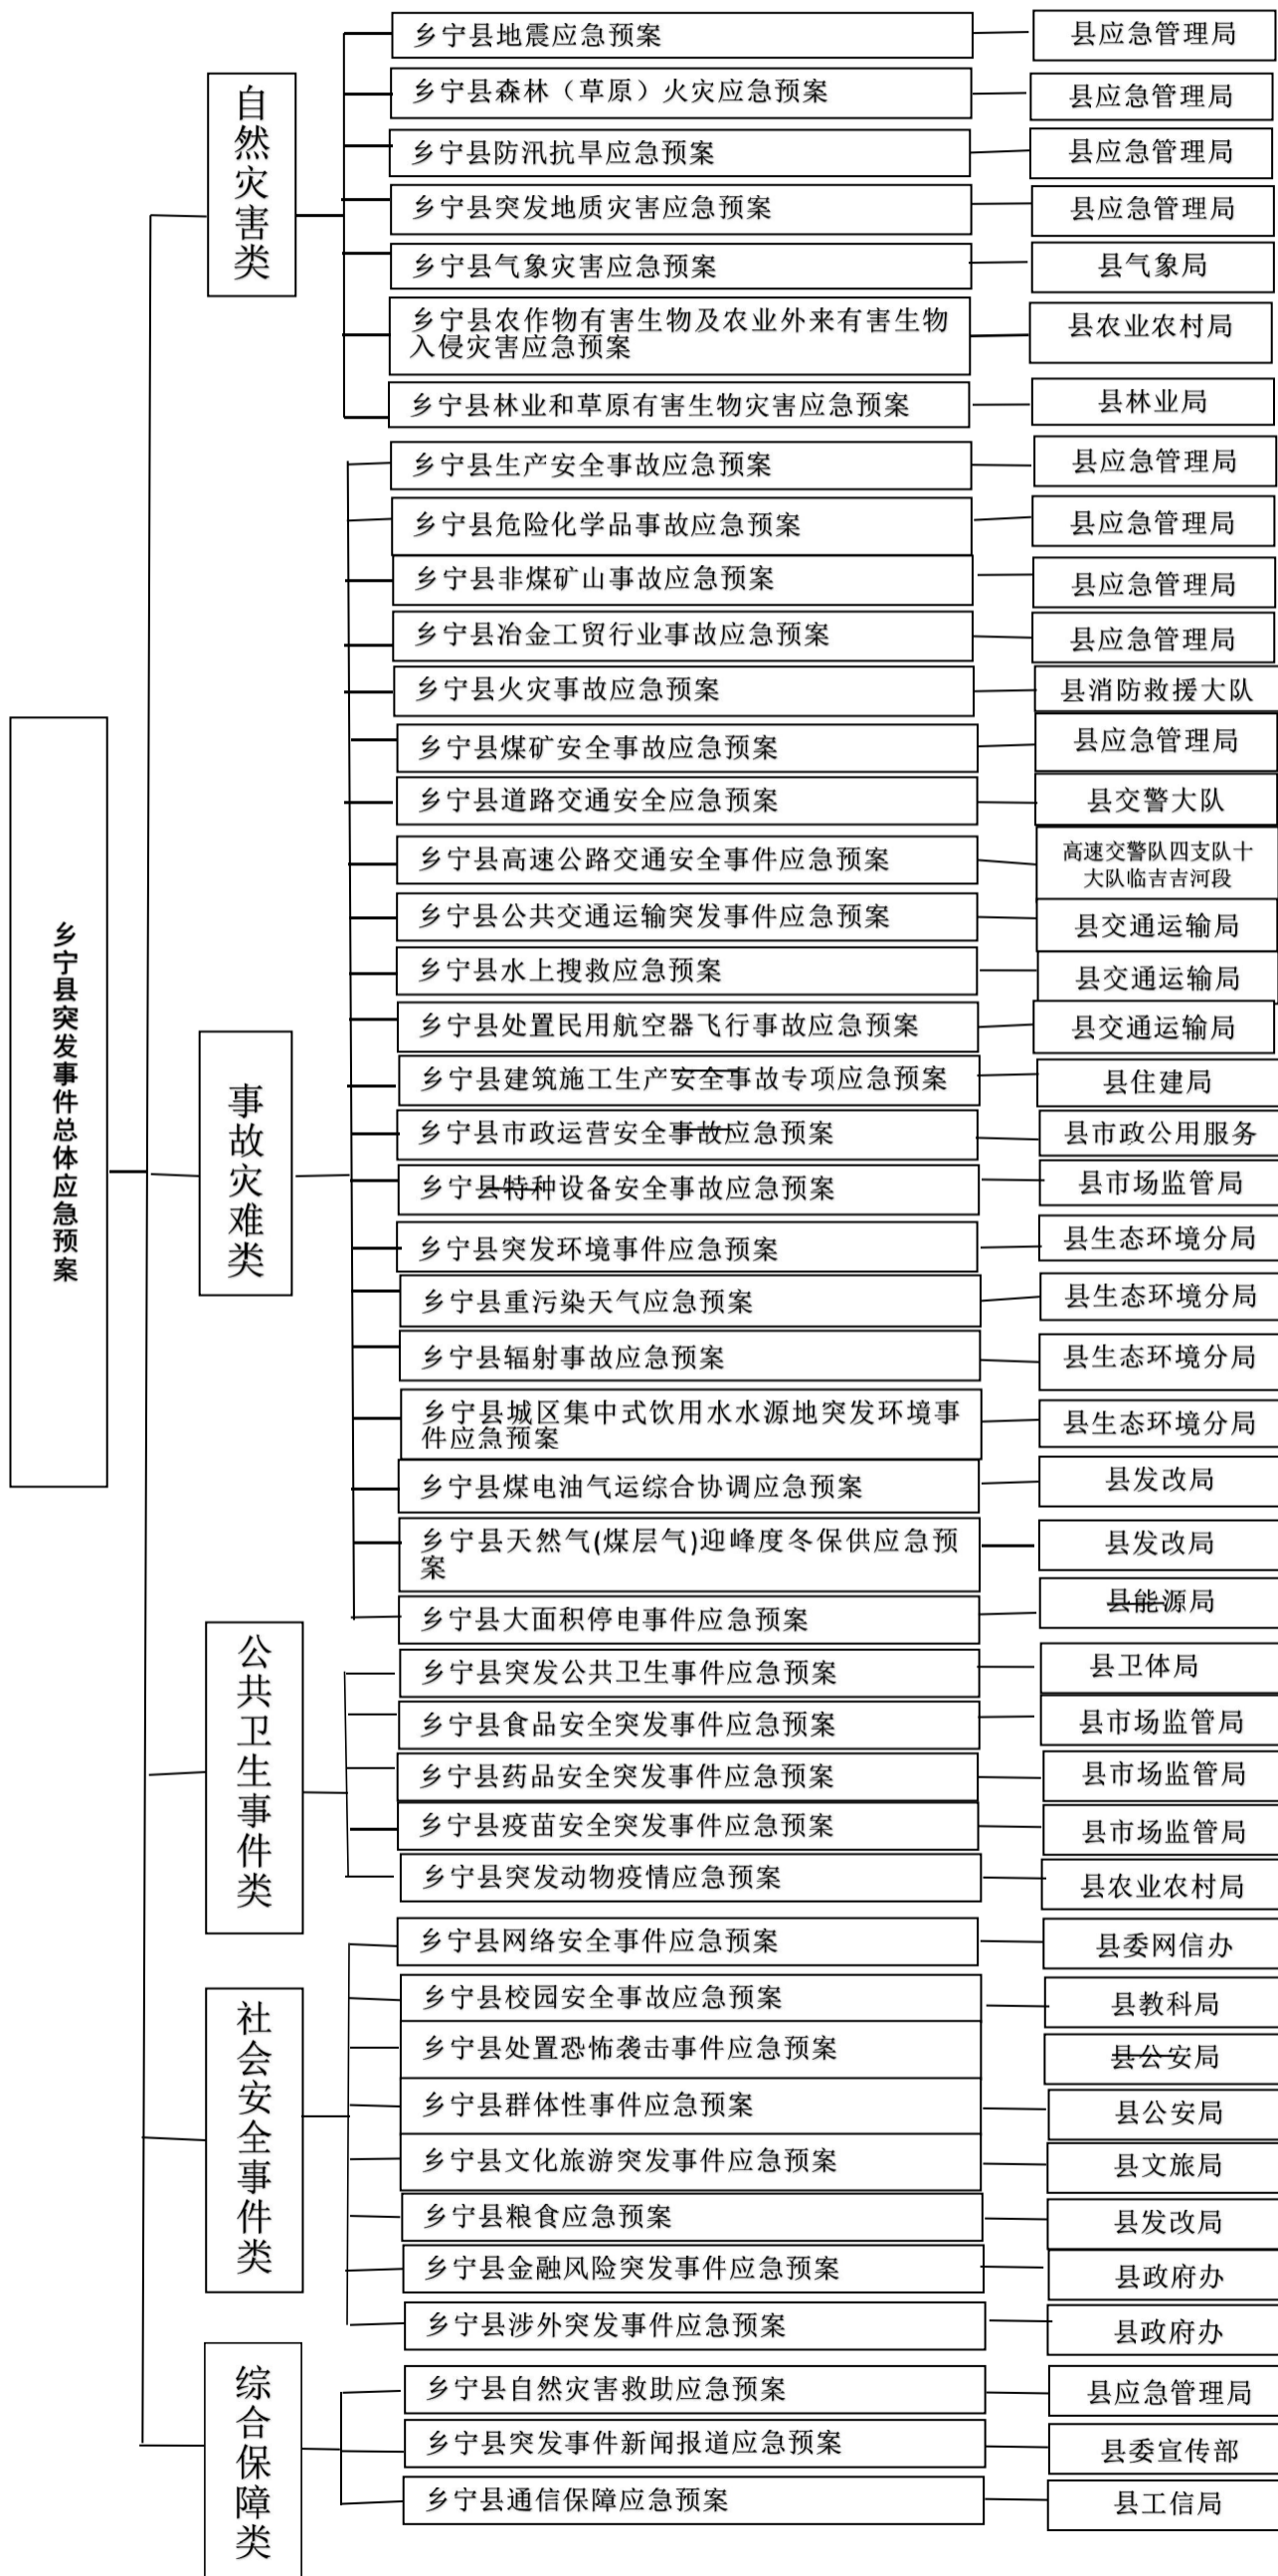 乡宁县突发事件总体应急预案
自然灾害类
乡宁县地震应急预案
县应急管理局
乡宁县森林（草原）火灾应急预案
县应急管理局
乡宁县防汛抗旱应急预案
县应急管理局
乡宁县突发地质灾害应急预案
县应急管理局
乡宁县气象灾害应急预案
县气象局
乡宁县农作物有害生物及农业外来有害生物
入侵灾害应急预案
县农业农村局
乡宁县林业和草原有害生物灾害应急预案
县林业局
事故灾难类
乡宁县生产安全事故应急预案
县应急管理局
乡宁县危险化学品事故应急预案
县应急管理局
乡宁县非煤矿山事故应急预案
县应急管理局
乡宁县冶金工贸行业事故应急预案
县应急管理局
乡宁县火灾事故应急预案
县消防救援大队
乡宁县煤矿安全事故应急预案
县应急管理局
乡宁县道路交通安全应急预案
县交警大队
乡宁县高速公路交通安全事件应急预案
高速交警队四支队十
大队临吉吉河段
乡宁县公共交通运输突发事件应急预案
县交通运输局
乡宁县水上搜救应急预案
县交通运输局
乡宁县处置民用航空器飞行事故应急预案
县交通运输局
乡宁县建筑施工生产安全事故专项应急预案
县住建局
乡宁县市政运营安全事故应急预案
县市政公用服务
乡宁县特种设备安全事故应急预案
县市场监管局
乡宁县突发环境事件应急预案
县生态环境分局
乡宁县重污染天气应急预案
县生态环境分局
乡宁县辐射事故应急预案
县生态环境分局
乡宁县城区集中式饮用水水源地突发环境事
件应急预案
县生态环境分局
乡宁县煤电油气运综合协调应急预案
县发改局
乡宁县天然气(煤层气)迎峰度冬保供应急预
案
县发改局
乡宁县大面积停电事件应急预案
县能源局
公共卫生事件类
乡宁县突发公共卫生事件应急预案
县卫体局
乡宁县食品安全突发事件应急预案
县市场监管局
乡宁县药品安全突发事件应急预案
县市场监管局
乡宁县疫苗安全突发事件应急预案
县市场监管局
乡宁县突发动物疫情应急预案
县农业农村局
社会安全事件类
乡宁县网络安全事件应急预案
县委网信办
乡宁县校园安全事故应急预案
县教科局
乡宁县处置恐怖袭击事件应急预案
县公安局
乡宁县群体性事件应急预案
县公安局
乡宁县文化旅游突发事件应急预案
县文旅局
乡宁县粮食应急预案
县发改局
乡宁县金融风险突发事件应急预案
县政府办
乡宁县涉外突发事件应急预案
县政府办
综合保障类
乡宁县自然灾害救助应急预案
县应急管理局
乡宁县突发事件新闻报道应急预案
县委宣传部
乡宁县通信保障应急预案
县工信局